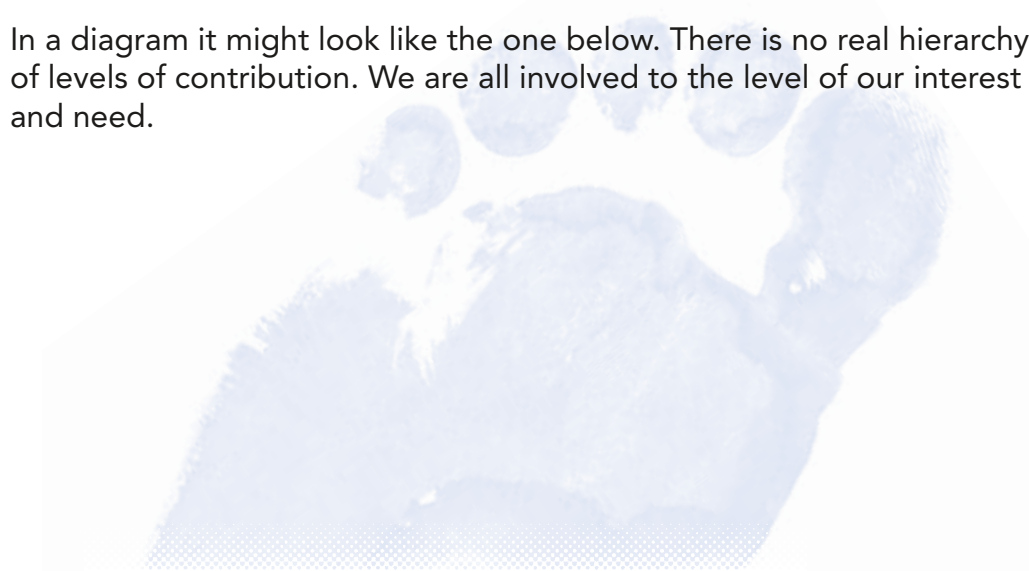 In a diagram it might look like the one below. There is no real hierarchy
of levels of contribution. We are all involved to the level of our interest
and need.